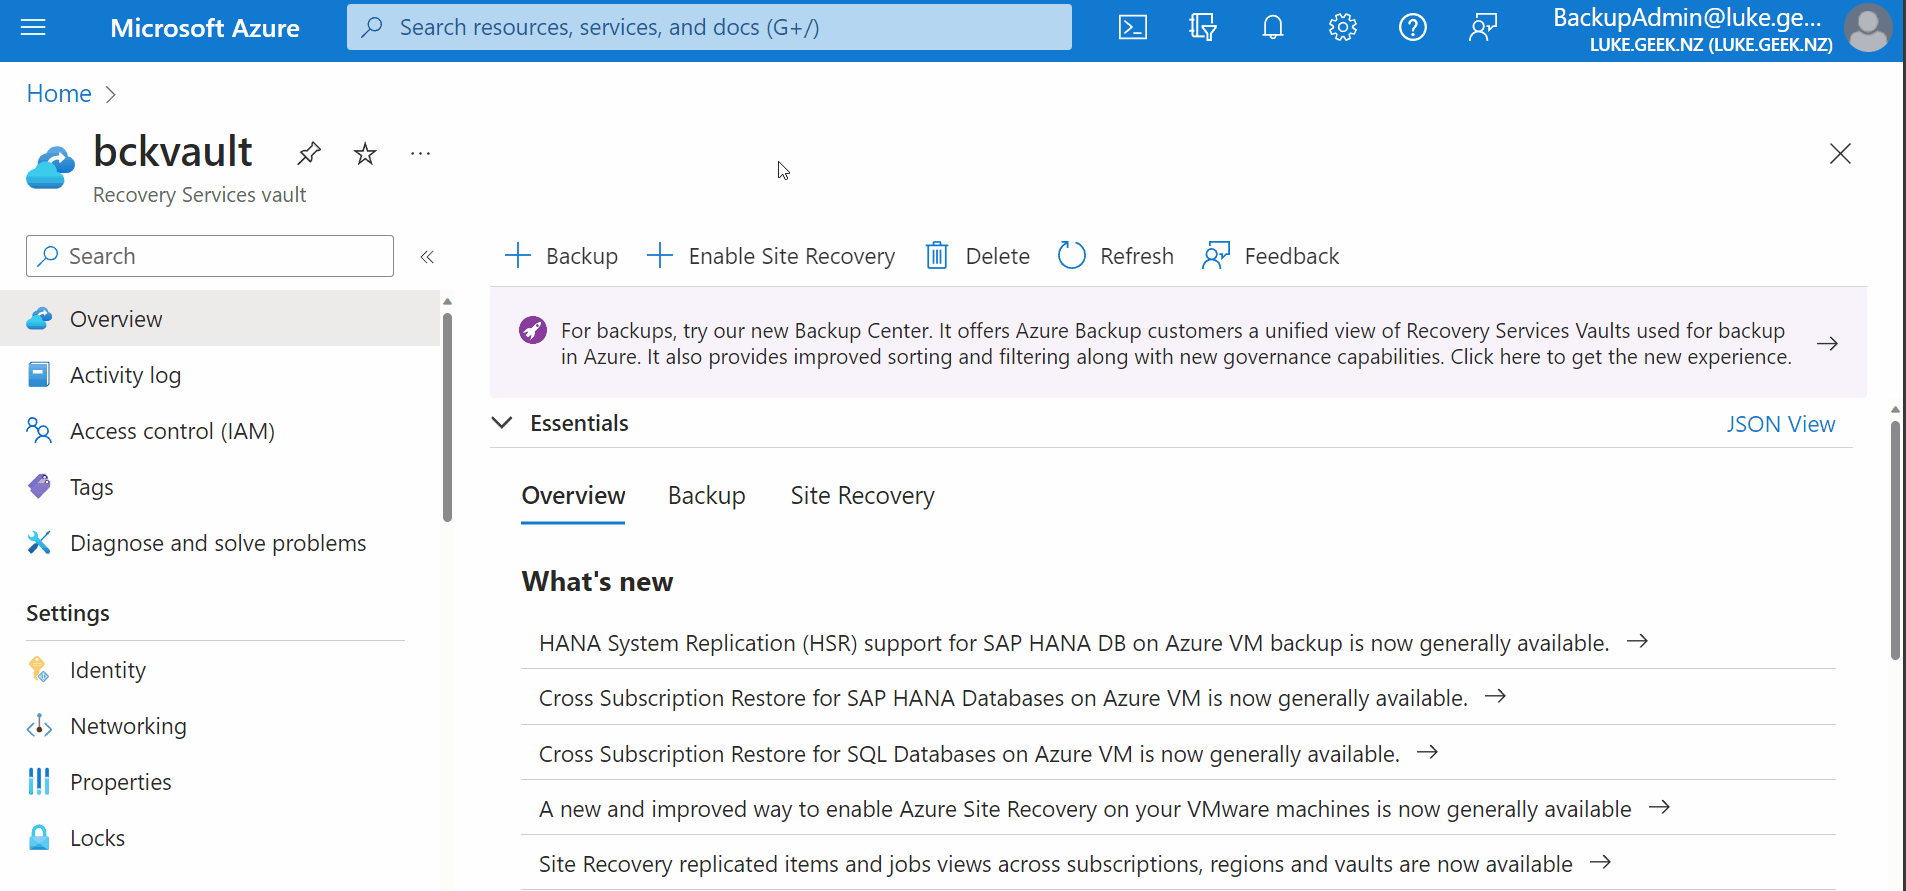 Microsoft Azure
Search resources, services, and docs (G+/)
BackupAdmin@luke.ge...
LUKE.GEEK.NZ (LUKE.GEEK.NZ)
Home
bckvault
...
Recovery Services vault
Search
«
Backup
Enable Site Recovery
Delete
Refresh
Feedback
Overview
Activity log
Access control (IAM)
Tags
Diagnose and solve problems
Settings
Identity
Networking
Properties
Locks
For backups, try our new Backup Center. It offers Azure Backup customers a unified view of Recovery Services Vaults used for backup
in Azure. It also provides improved sorting and filtering along with new governance capabilities. Click here to get the new experience.
Essentials
JSON View
Overview
Backup
Site Recovery
What's new
HANA System Replication (HSR) support for SAP HANA DB on Azure VM backup is now generally available.
Cross Subscription Restore for SAP HANA Databases on Azure VM is now generally available.
Cross Subscription Restore for SQL Databases on Azure VM is now generally available.
A new and improved way to enable Azure Site Recovery on your VMware machines is now generally available
Site Recovery replicated items and jobs views across subscriptions, regions and vaults are now available